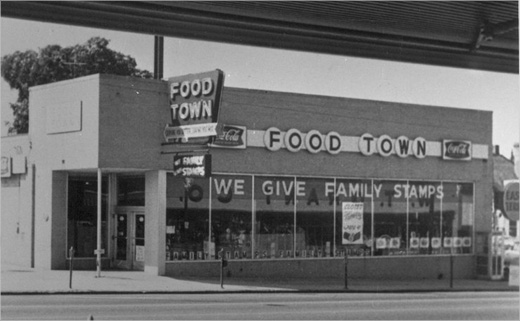 FOOD
TOWN
FAMILY
STAMPS
Coca-Cola
FOOD TOWN
Coca-Cola
WE GIVE FAMILY STAMPS